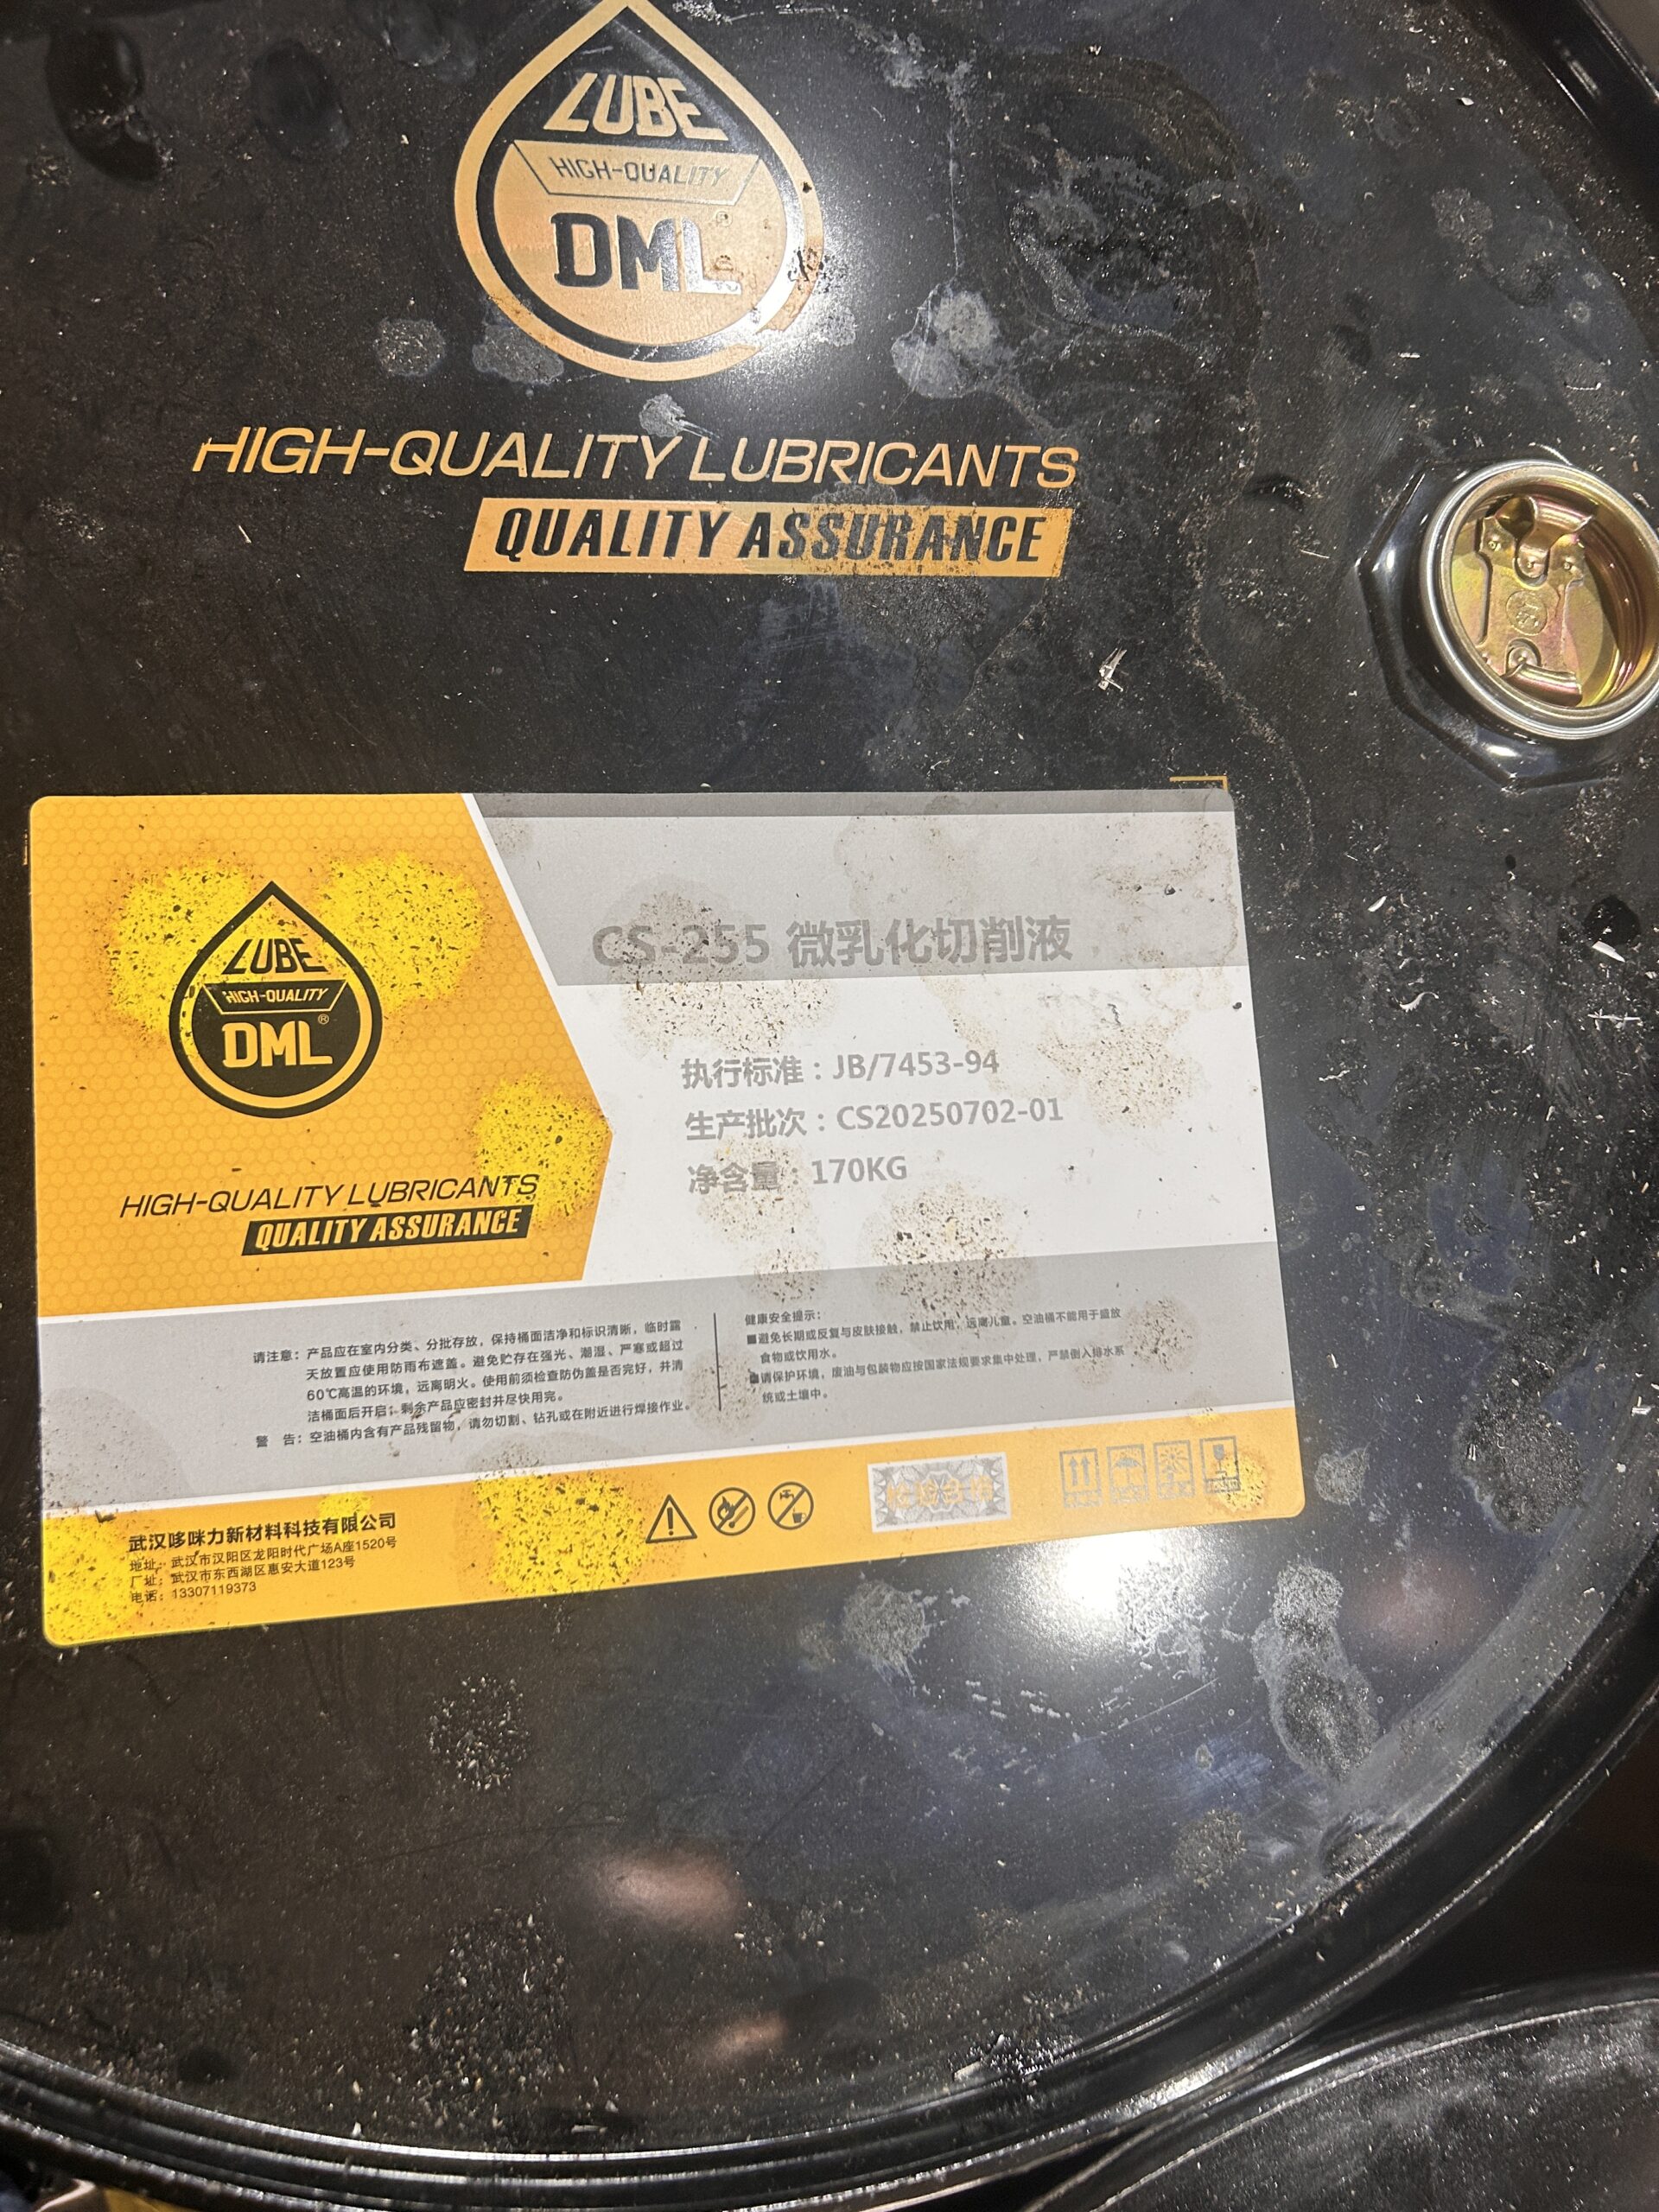 LUBE
HIGH-QUALITY
DML®
HIGH-QUALITY LUBRICANTS
QUALITY ASSURANCE
CS-255 微乳化切削液
LUBE
HIGH-QUALITY
DML®
执行标准：JB/7453-94
生产批次：CS20250702-01
净含量：170KG
HIGH-QUALITY LUBRICANTS
QUALITY ASSURANCE
请注意：产品应在室内分类、分批存放，保持桶面洁净和标识清晰，临时露
天放置应使用防雨布遮盖。避免贮存在强光、潮湿、严寒或超过
60℃高温的环境，远离明火。使用前须检查防伪盖是否完好，并清
洁桶面后开启；剩余产品应密封并尽快用完。
警 告：空油桶内含有产品残留物，请勿切割、钻孔或在附近进行焊接作业。
健康安全提示：
■避免长期或反复与皮肤接触，禁止饮用，远离儿童。空油桶不能用于盛放
食物或饮用水。
■请保护环境，废油与包装物应按国家法规要求集中处理，严禁倒入排水系
统或土壤中。
武汉哆咪力新材料科技有限公司
地址：武汉市汉阳区龙阳时代广场A座1520号
厂址：武汉市东西湖区惠安大道123号
电话：13307119373